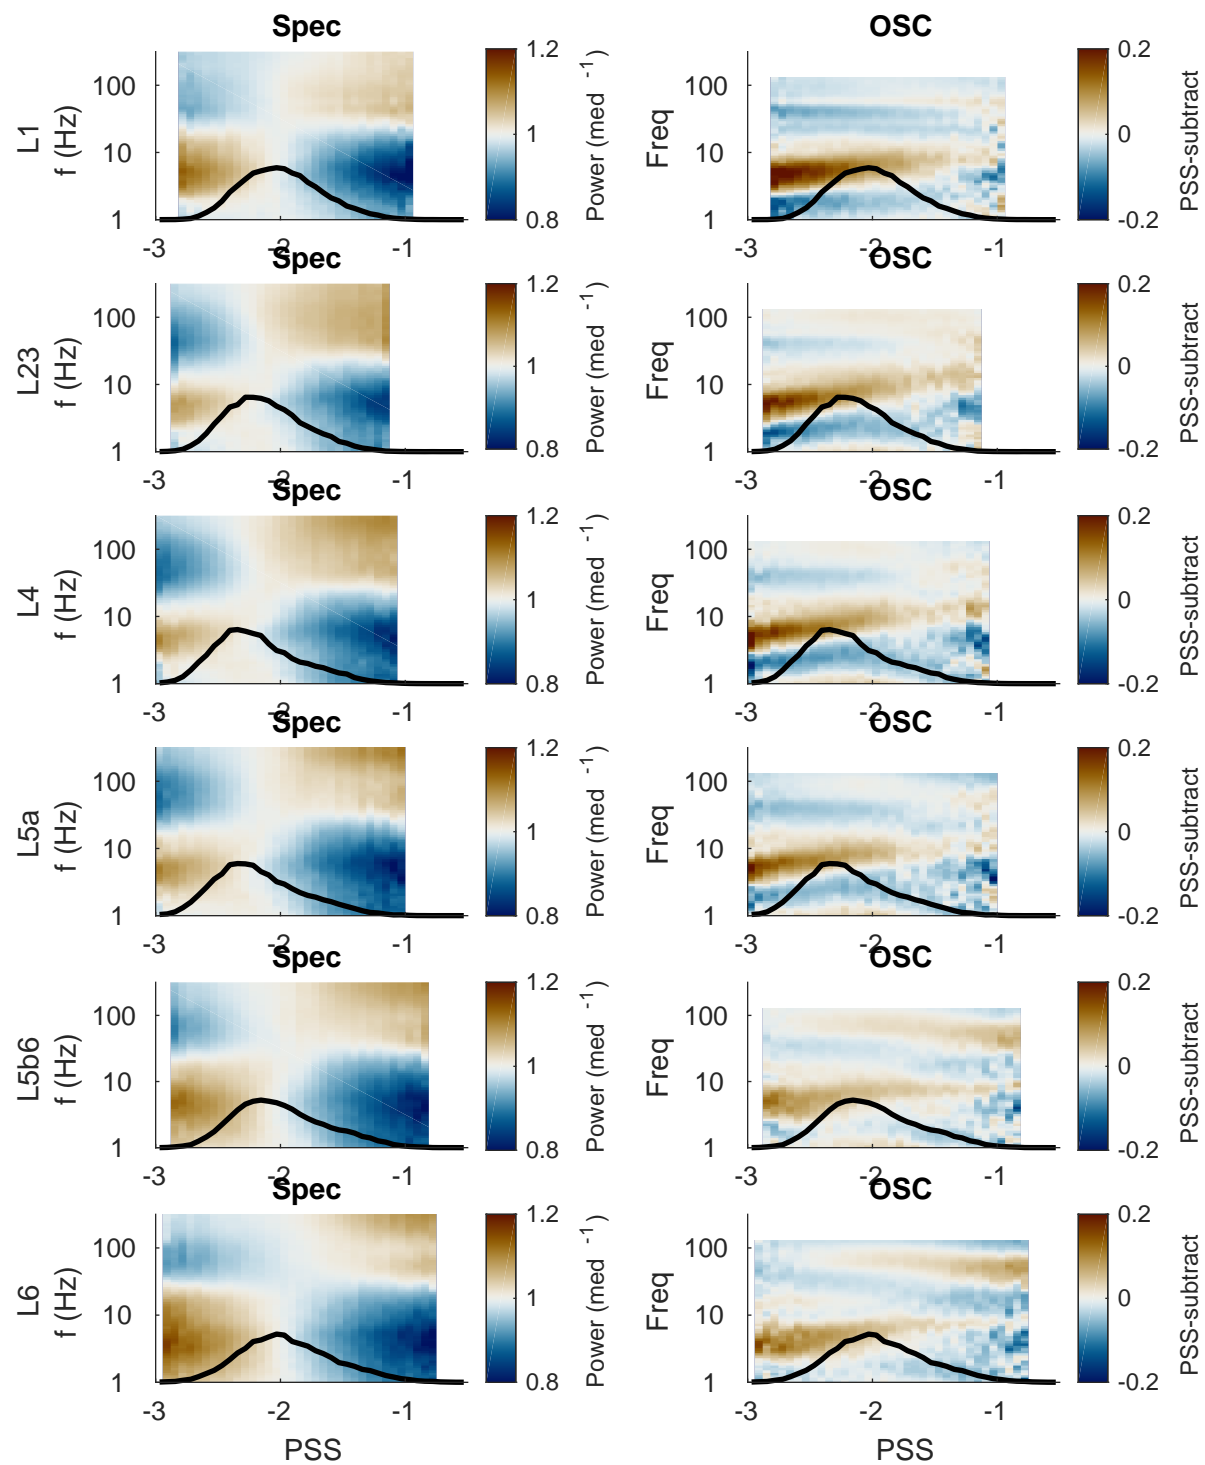 Spec
OSC
L1
f (Hz)
100
10
1
-3
-2
-1
1.2
1
0.8
Power (med -1)
Freq
100
10
1
-3
-2
-1
0.2
0
-0.2
PSS-subtract
Spec
OSC
L23
f (Hz)
100
10
1
-3
-2
-1
1.2
1
0.8
Power (med -1)
Freq
100
10
1
-3
-2
-1
0.2
0
-0.2
PSS-subtract
Spec
OSC
L4
f (Hz)
100
10
1
-3
-2
-1
1.2
1
0.8
Power (med -1)
Freq
100
10
1
-3
-2
-1
0.2
0
-0.2
PSS-subtract
Spec
OSC
L5a
f (Hz)
100
10
1
-3
-2
-1
1.2
1
0.8
Power (med -1)
Freq
100
10
1
-3
-2
-1
0.2
0
-0.2
PSS-subtract
Spec
OSC
L5b6
f (Hz)
100
10
1
-3
-2
-1
1.2
1
0.8
Power (med -1)
Freq
100
10
1
-3
-2
-1
0.2
0
-0.2
PSS-subtract
Spec
OSC
L6
f (Hz)
100
10
1
-3
-2
-1
PSS
1.2
1
0.8
Power (med -1)
Freq
100
10
1
-3
-2
-1
PSS
0.2
0
-0.2
PSS-subtract